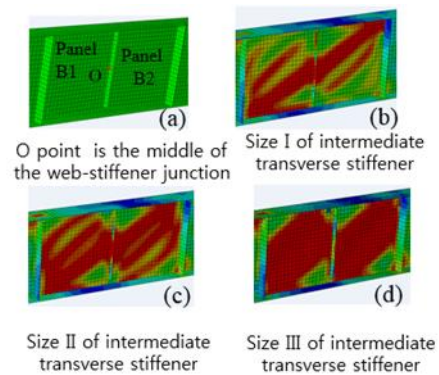 Panel
B1
Panel
B2
O
(a)
(b)
O point is the middle of
the web-stiffener junction
Size I of intermediate
transverse stiffener
(c)
(d)
Size II of intermediate
transverse stiffener
Size III of intermediate
transverse stiffener